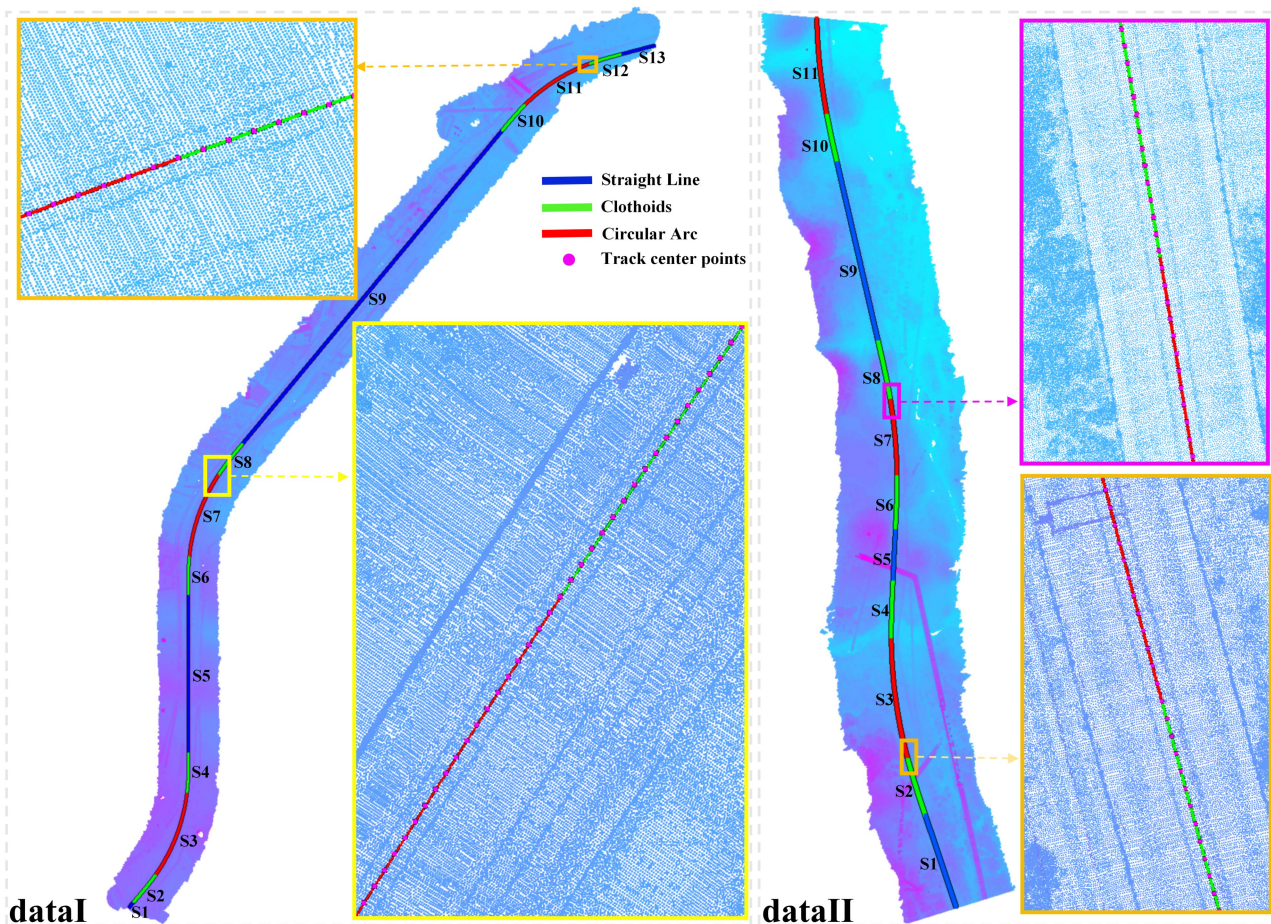 S13
S12
S11
S10
Straight Line
Clothoids
Circular Arc
Track center points
S9
S8
S7
S6
S5
S4
S3
S2
S1
dataI
S11
S10
S9
S8
S7
S6
S5
S4
S3
S2
S1
dataII